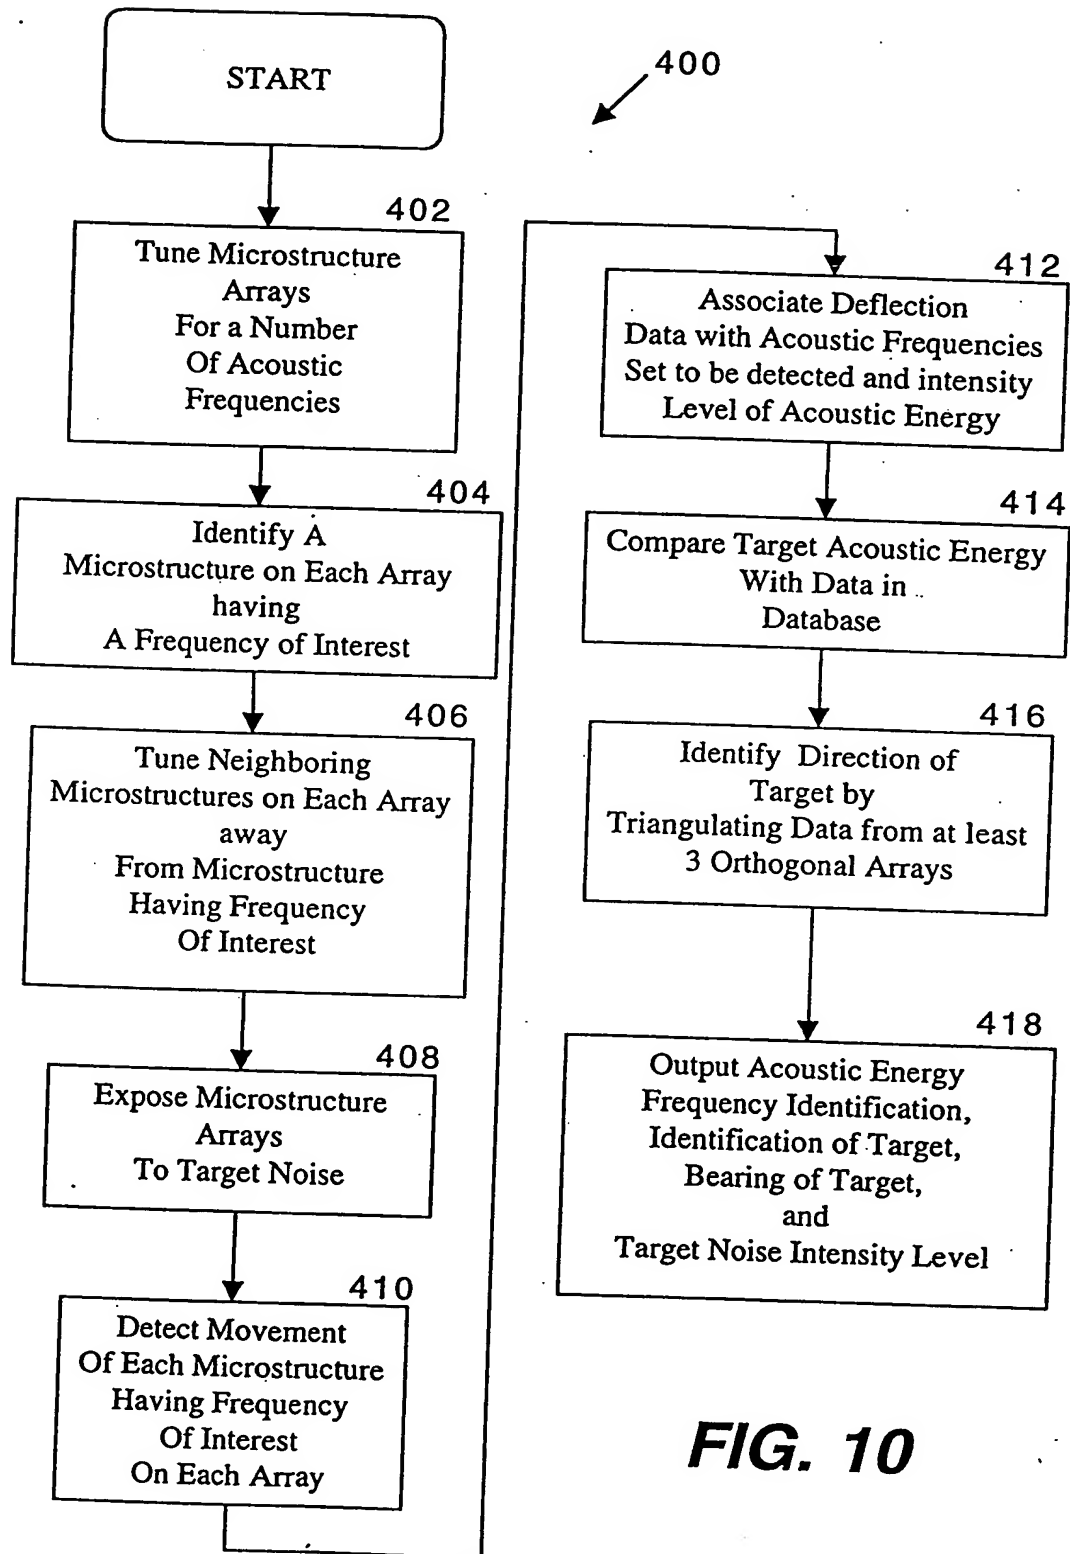 START
400
402
Tune Microstructure
Arrays
For a Number
Of Acoustic
Frequencies
404
Identify A
Microstructure on Each Array
having
A Frequency of Interest
406
Tune Neighboring
Microstructures on Each Array
away
From Microstructure
Having Frequency
Of Interest
408
Expose Microstructure
Arrays
To Target Noise
410
Detect Movement
Of Each Microstructure
Having Frequency
Of Interest
On Each Array
412
Associate Deflection
Data with Acoustic Frequencies
Set to be detected and intensity
Level of Acoustic Energy
414
Compare Target Acoustic Energy
With Data in
Database
416
Identify Direction of
Target by
Triangulating Data from at least
3 Orthogonal Arrays
418
Output Acoustic Energy
Frequency Identification,
Identification of Target,
Bearing of Target,
and
Target Noise Intensity Level
FIG. 10